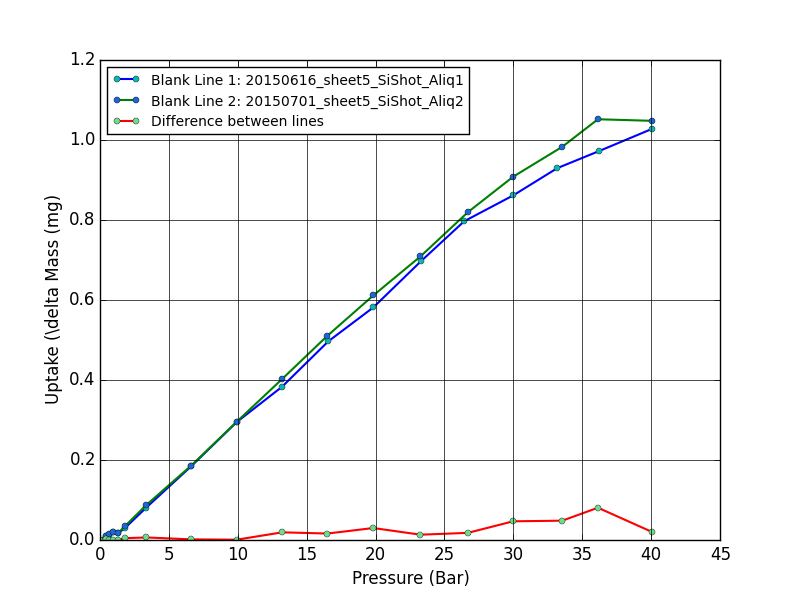 1.2
1.0
0.8
0.6
0.4
0.2
0.0
Uptake (\delta Mass (mg)
Blank Line 1: 20150616_sheet5_SiShot_Aliq1
Blank Line 2: 20150701_sheet5_SiShot_Aliq2
Difference between lines
0 5 10 15 20 25 30 35 40 45
Pressure (Bar)